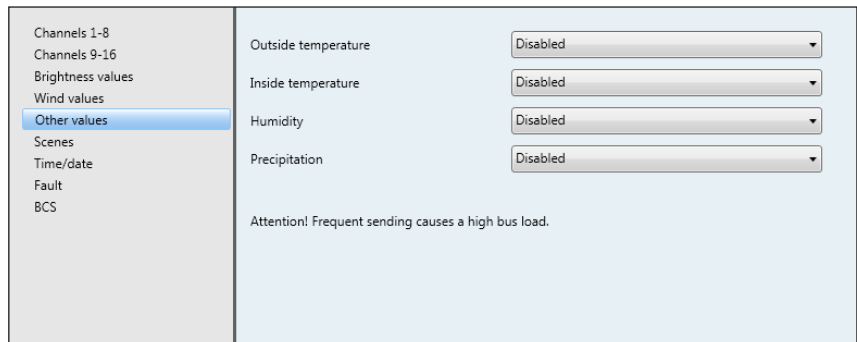 Channels 1-8
Channels 9-16
Brightness values
Wind values
Other values
Scenes
Time/date
Fault
BCS
Outside temperature Disabled
Inside temperature Disabled
Humidity Disabled
Precipitation Disabled
Attention! Frequent sending causes a high bus load.